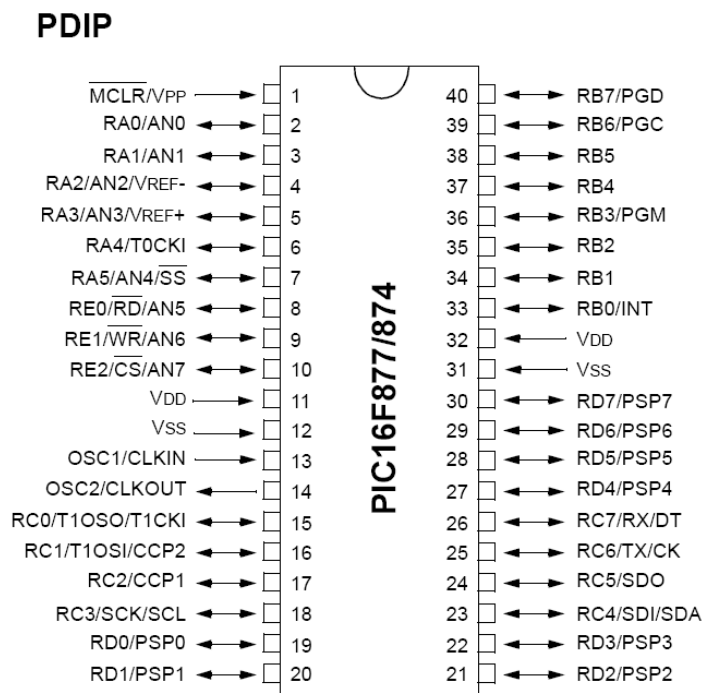 PDIP
MCLR/VPP 1 40 RB7/PGD
RA0/AN0 2 39 RB6/PGC
RA1/AN1 3 38 RB5
RA2/AN2/VREF- 4 37 RB4
RA3/AN3/VREF+ 5 36 RB3/PGM
RA4/T0CKI 6 35 RB2
RA5/AN4/SS 7 34 RB1
RE0/RD/AN5 8 33 RB0/INT
RE1/WR/AN6 9 32 VDD
RE2/CS/AN7 10 31 VSS
VDD 11 30 RD7/PSP7
VSS 12 29 RD6/PSP6
OSC1/CLKIN 13 28 RD5/PSP5
OSC2/CLKOUT 14 27 RD4/PSP4
RC0/T1OSO/T1CKI 15 26 RC7/RX/DT
RC1/T1OSI/CCP2 16 25 RC6/TX/CK
RC2/CCP1 17 24 RC5/SDO
RC3/SCK/SCL 18 23 RC4/SDI/SDA
RD0/PSP0 19 22 RD3/PSP3
RD1/PSP1 20 21 RD2/PSP2
PIC16F877/874